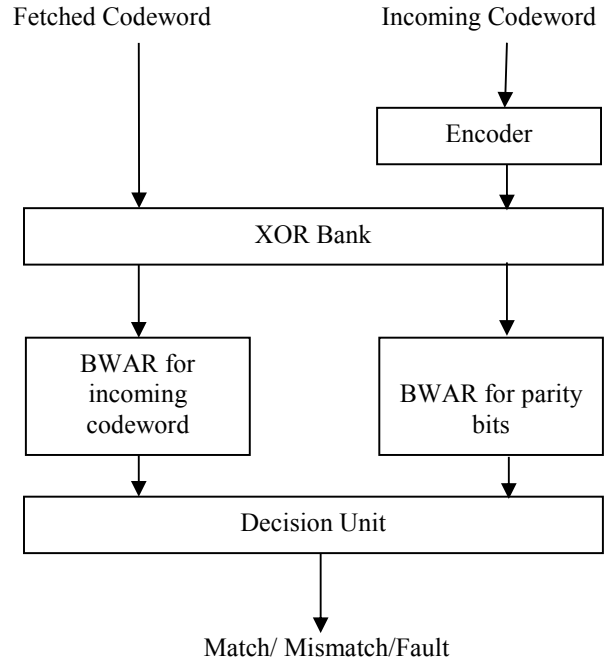 Fetched Codeword
Incoming Codeword
Encoder
XOR Bank
BWAR for
incoming
codeword
BWAR for parity
bits
Decision Unit
Match/ Mismatch/Fault